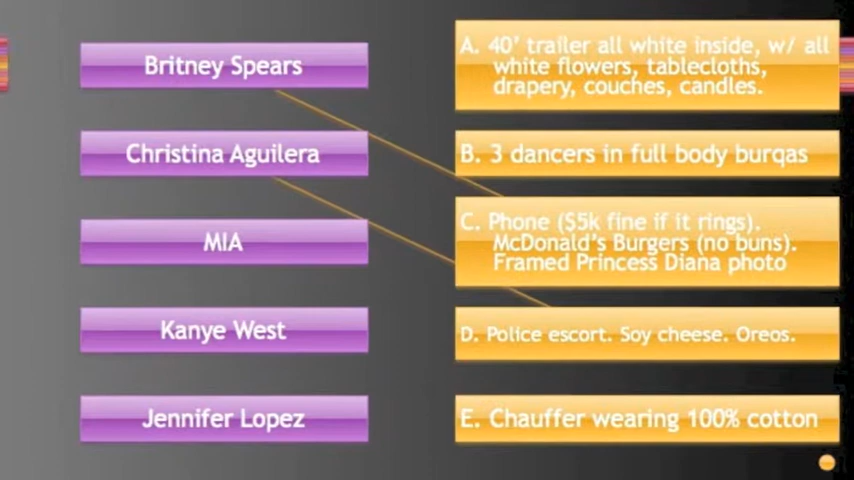 Britney Spears
Christina Aguilera
MIA
Kanye West
Jennifer Lopez
A. 40' trailer all white inside, w/ all
white flowers, tablecloths,
drapery, couches, candles.
B. 3 dancers in full body burqas
C. Phone ($5k fine if it rings).
McDonald's Burgers (no buns).
Framed Princess Diana photo
D. Police escort. Soy cheese. Oreos.
E. Chauffer wearing 100% cotton